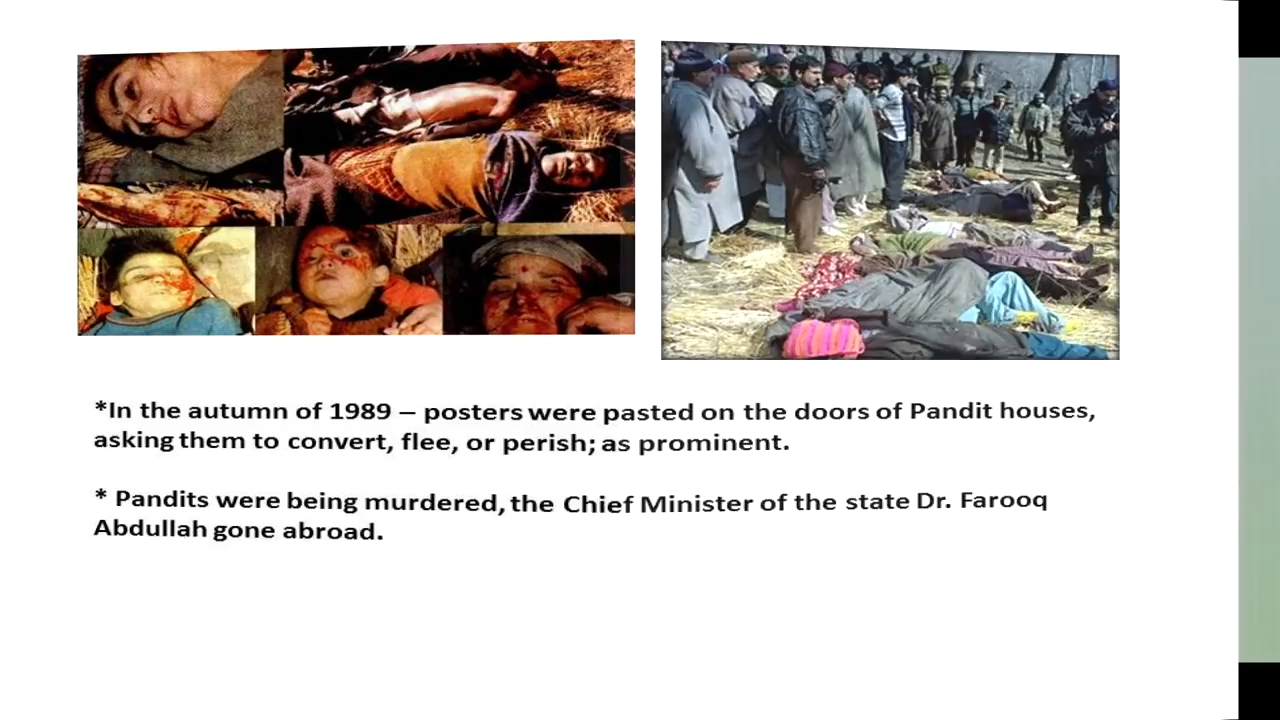 *In the autumn of 1989 – posters were pasted on the doors of Pandit houses,
asking them to convert, flee, or perish; as prominent.
* Pandits were being murdered, the Chief Minister of the state Dr. Farooq
Abdullah gone abroad.